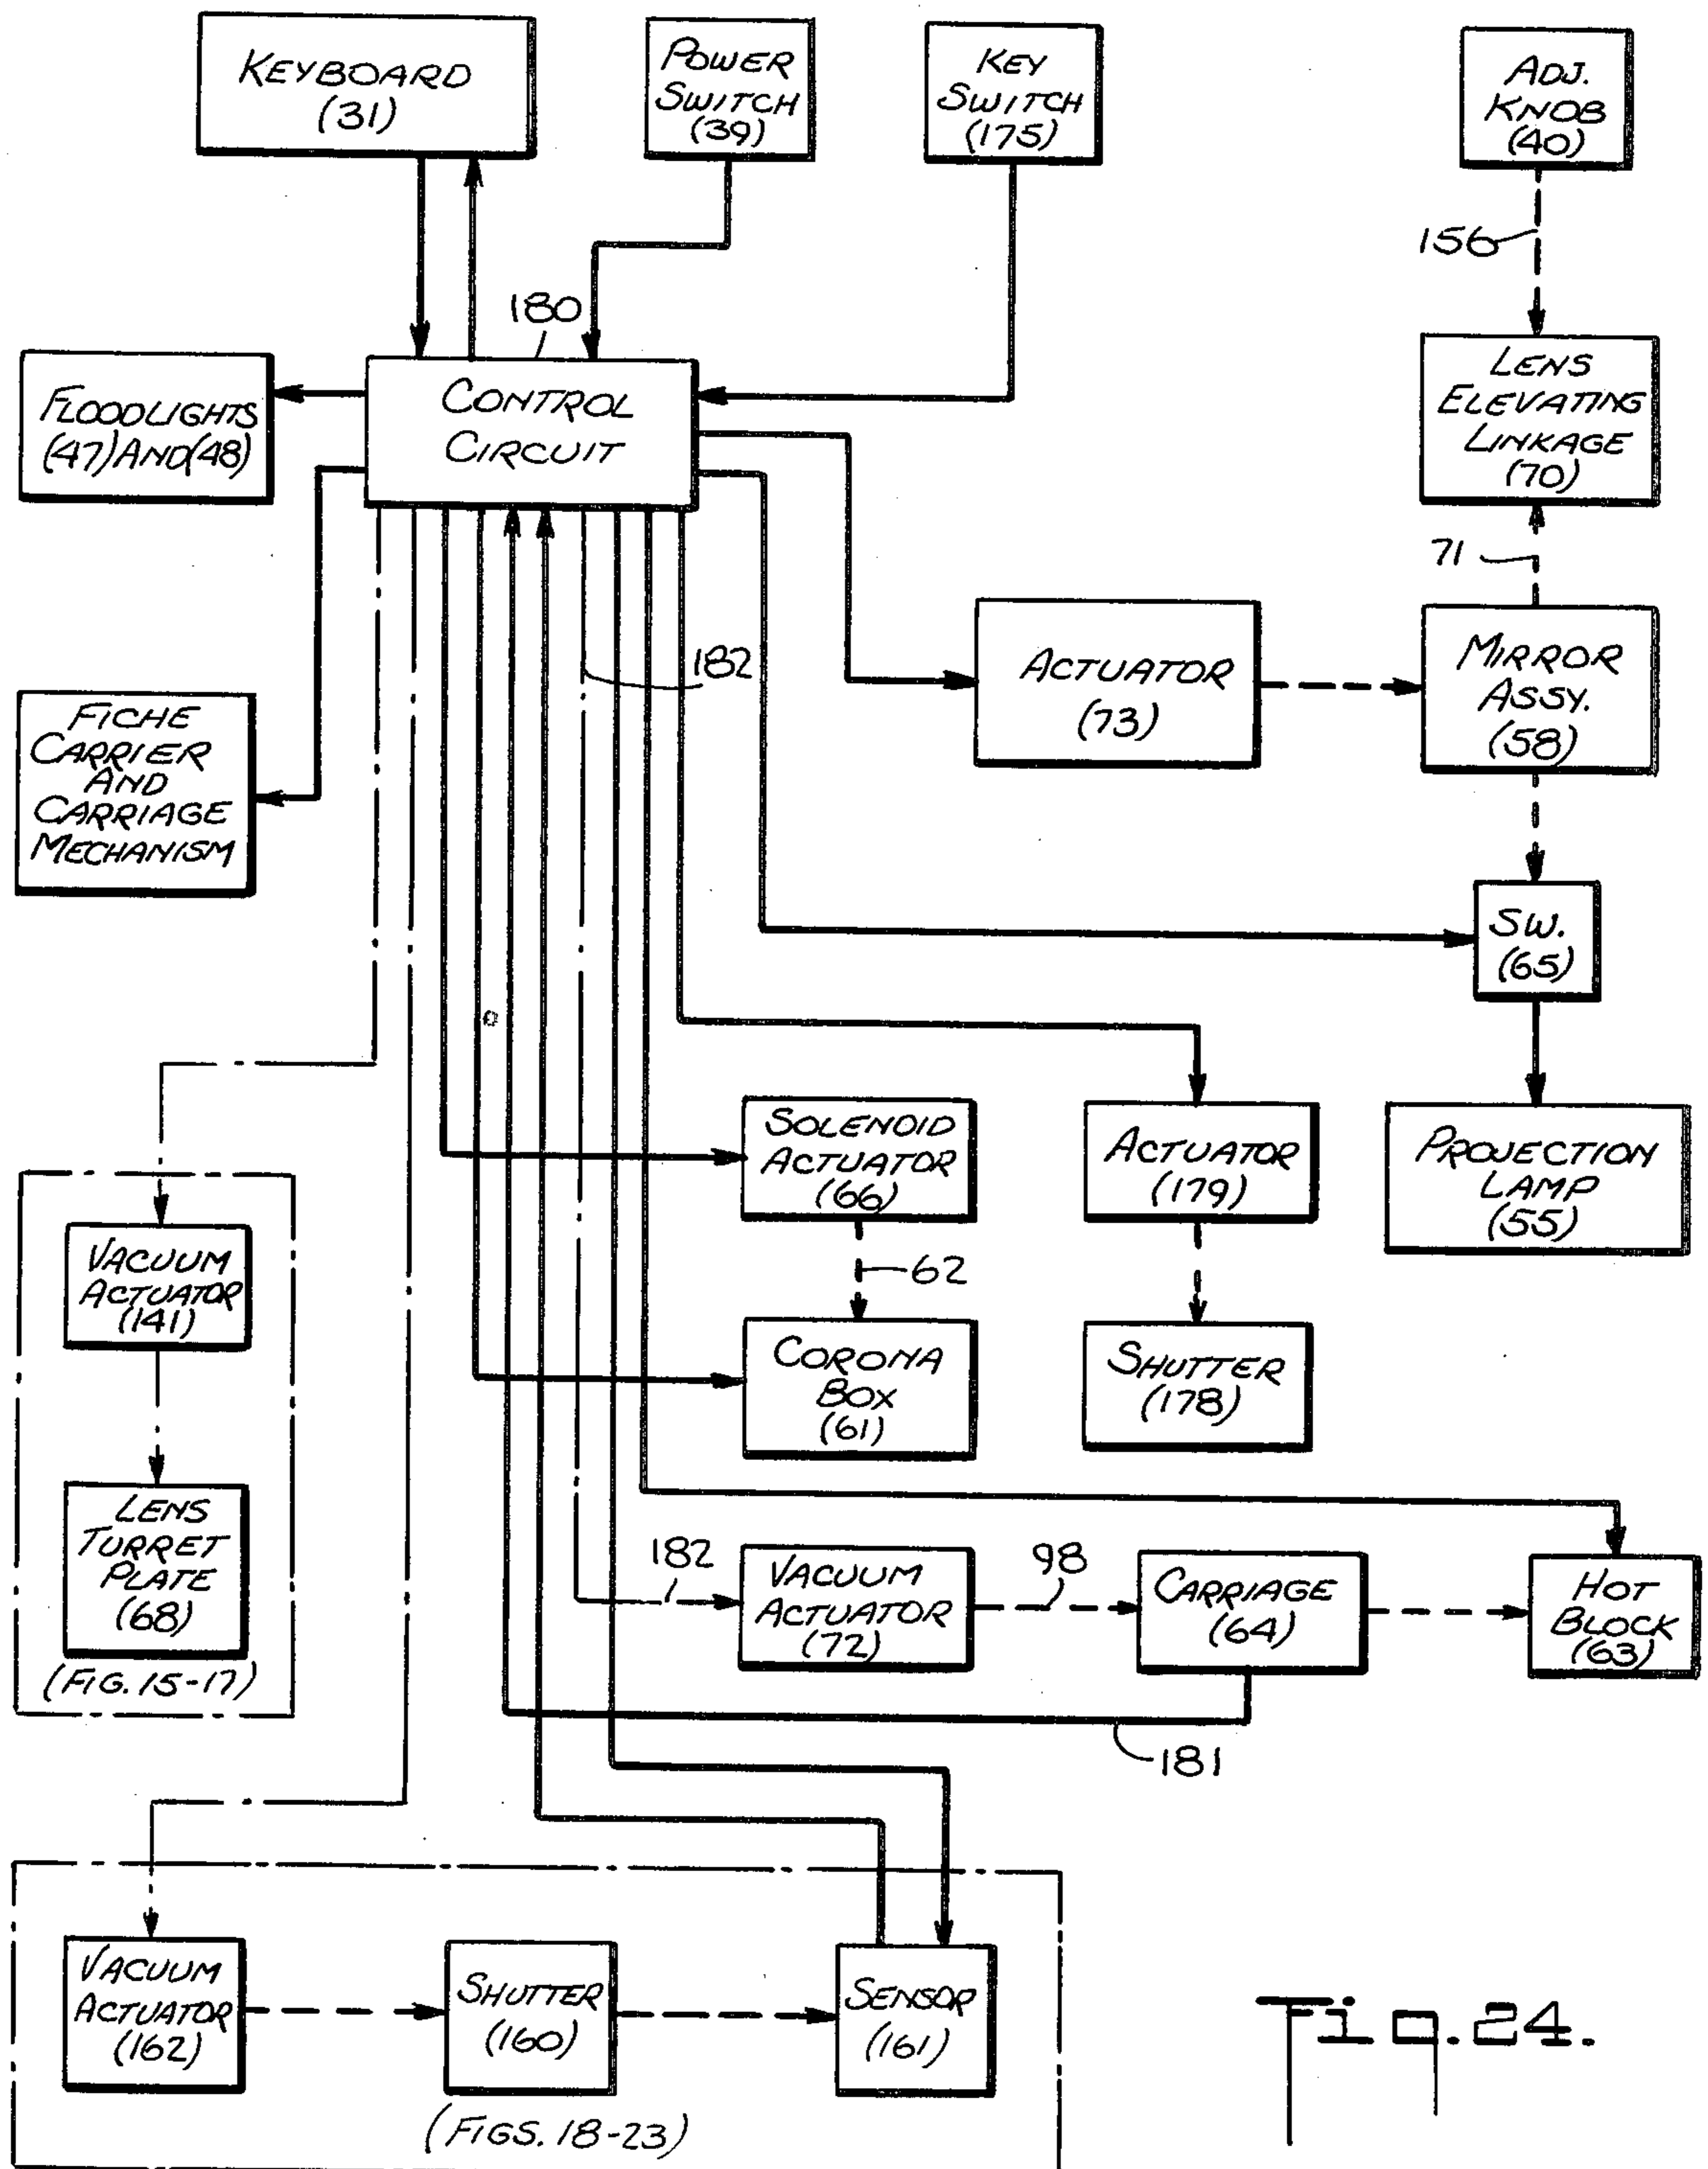 KEYBOARD
(31)
POWER
SWITCH
(39)
KEY
SWITCH
(175)
ADJ.
KNOB
(40)
156
180
LENS
ELEVATING
LINKAGE
(70)
FLOODLIGHTS
(47) AND (48)
CONTROL
CIRCUIT
71
182
ACTUATOR
(73)
MIRROR
ASSY.
(58)
FICHE
CARRIER
AND
CARRIAGE
MECHANISM
SW.
(65)
SOLENOID
ACTUATOR
(66)
ACTUATOR
(179)
PROJECTION
LAMP
(55)
VACUUM
ACTUATOR
(141)
62
CORONA
BOX
(61)
SHUTTER
(178)
LENS
TURRET
PLATE
(68)
(FIG. 15-17)
182
VACUUM
ACTUATOR
(72)
98
CARRIAGE
(64)
HOT
BLOCK
(63)
181
VACUUM
ACTUATOR
(162)
SHUTTER
(160)
SENSOR
(161)
(FIGS. 18-23)
Fig. 24.